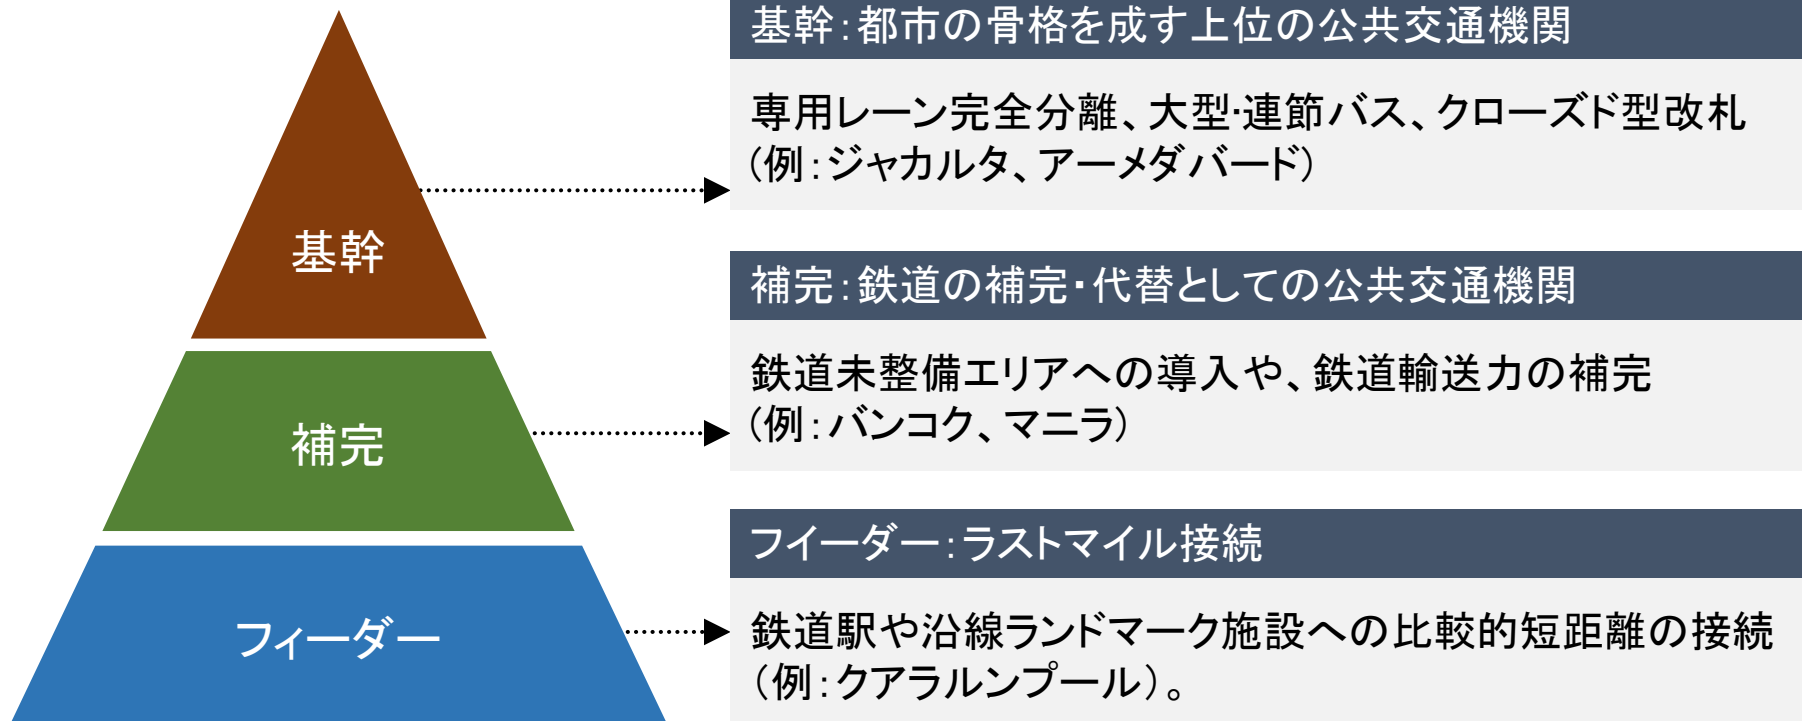 基幹
補完
フィーダー
基幹:都市の骨格を成す上位の公共交通機関
専用レーン完全分離、大型・連節バス、クローズド型改札
(例:ジャカルタ、アーメダバード)
補完:鉄道の補完・代替としての公共交通機関
鉄道未整備エリアへの導入や、鉄道輸送力の補完
(例:バンコク、マニラ)
フイーダー:ラストマイル接続
鉄道駅や沿線ランドマーク施設への比較的短距離の接続
(例:クアラルンプール)。